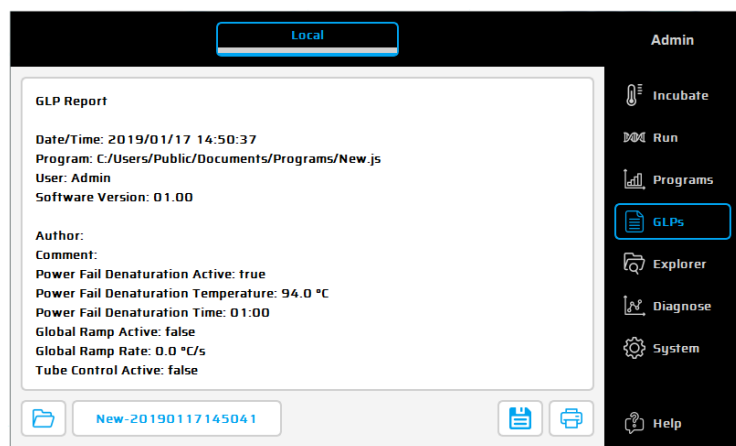 Local
Admin
GLP Report
Date/Time: 2019/01/17 14:50:37
Program: C:/Users/Public/Documents/Programs/New.js
User: Admin
Software Version: 01.00
Author:
Comment:
Power Fail Denaturation Active: true
Power Fail Denaturation Temperature: 94.0 °C
Power Fail Denaturation Time: 01:00
Global Ramp Active: false
Global Ramp Rate: 0.0 °C/s
Tube Control Active: false
New-20190117145041
Incubate
Run
Programs
GLPs
Explorer
Diagnose
System
Help